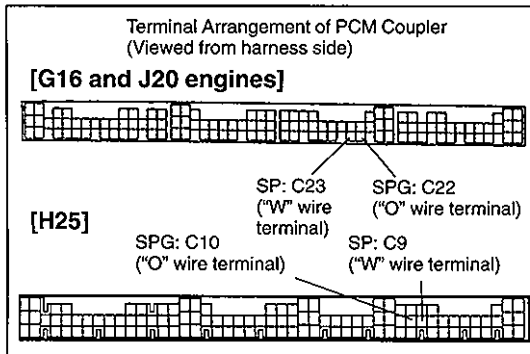 Terminal Arrangement of PCM Coupler
(Viewed from harness side)
[G16 and J20 engines]
SP: C23
("W" wire
terminal)
SPG: C22
("O" wire
terminal)
[H25]
SPG: C10
("O" wire terminal)
SP: C9
("W" wire
terminal)